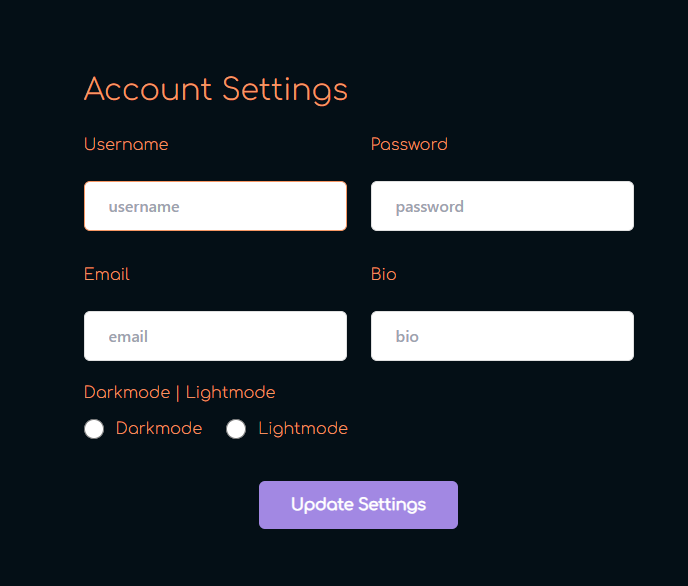 Account Settings
Username Password
username password
Email Bio
email bio
Darkmode | Lightmode
Darkmode Lightmode
Update Settings